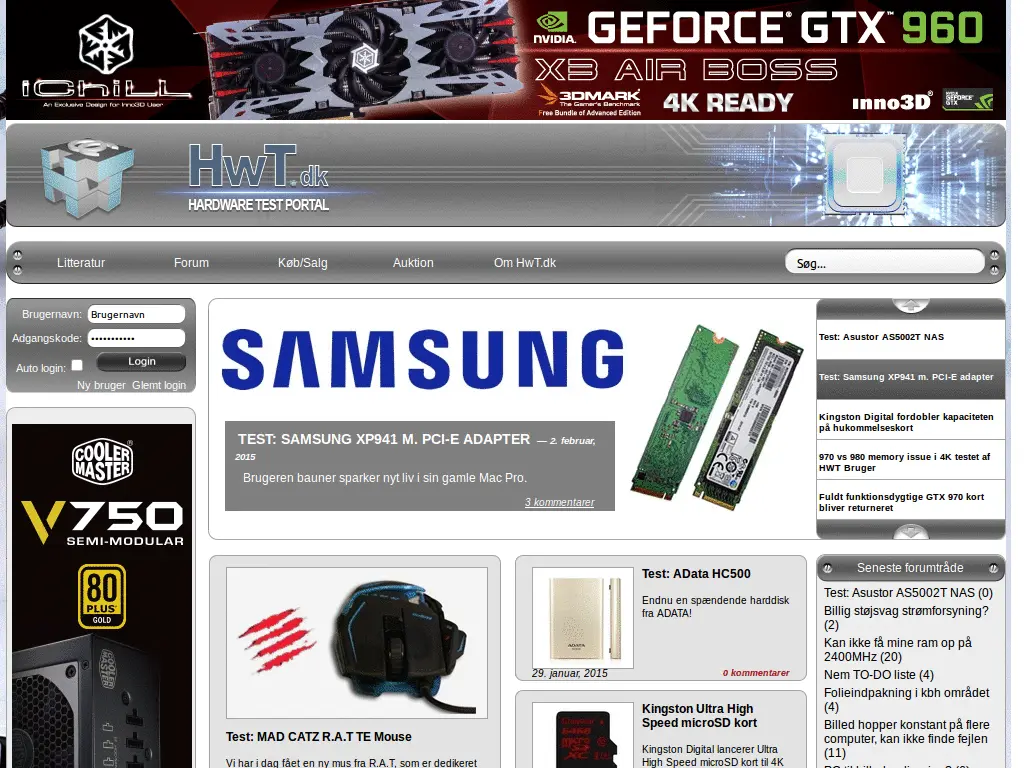 iCHiLL
An Exclusive Design for Inno3D User
NVIDIA.
GEFORCE® GTX™ 960
X3 AIR BOSS
3DMARK®
The Gamer's Benchmark
Free Bundle of Advanced Edition
4K READY
inno3D®
GEFORCE
GTX
HwT.dk
HARDWARE TEST PORTAL
Litteratur
Forum
Køb/Salg
Auktion
Om HwT.dk
Søg...
Brugernavn:
Brugernavn
Adgangskode:
•••••••••••
Auto login:
Login
Ny bruger
Glemt login
COOLER
MASTER
V750
SEMI-MODULAR
80
PLUS
GOLD
COOLER
MASTER
SAMSUNG
TEST: SAMSUNG XP941 M. PCI-E ADAPTER — 2. februar,
2015
Brugeren bauner sparker nyt liv i sin gamle Mac Pro.
3 kommentarer
Test: Asustor AS5002T NAS
Test: Samsung XP941 m. PCI-E adapter
Kingston Digital fordobler kapaciteten
på hukommelseskort
970 vs 980 memory issue i 4K testet af
HWT Bruger
Fuldt funktionsdygtige GTX 970 kort
bliver returneret
Test: MAD CATZ R.A.T TE Mouse
Vi har i dag fået en ny mus fra R.A.T, som er dedikeret
Test: AData HC500
Endnu en spændende harddisk
fra ADATA!
ADATA
29. januar, 2015
0 kommentarer
Kingston Ultra High
Speed microSD kort
Kingston Digital lancerer Ultra
High Speed microSD kort til 4K
Seneste forumtråde
Test: Asustor AS5002T NAS (0)
Billig støjsvag strømforsyning?
(2)
Kan ikke få mine ram op på
2400MHz (20)
Nem TO-DO liste (4)
Folieindpakning i kbh området
(4)
Billed hopper konstant på flere
computer, kan ikke finde fejlen
(11)